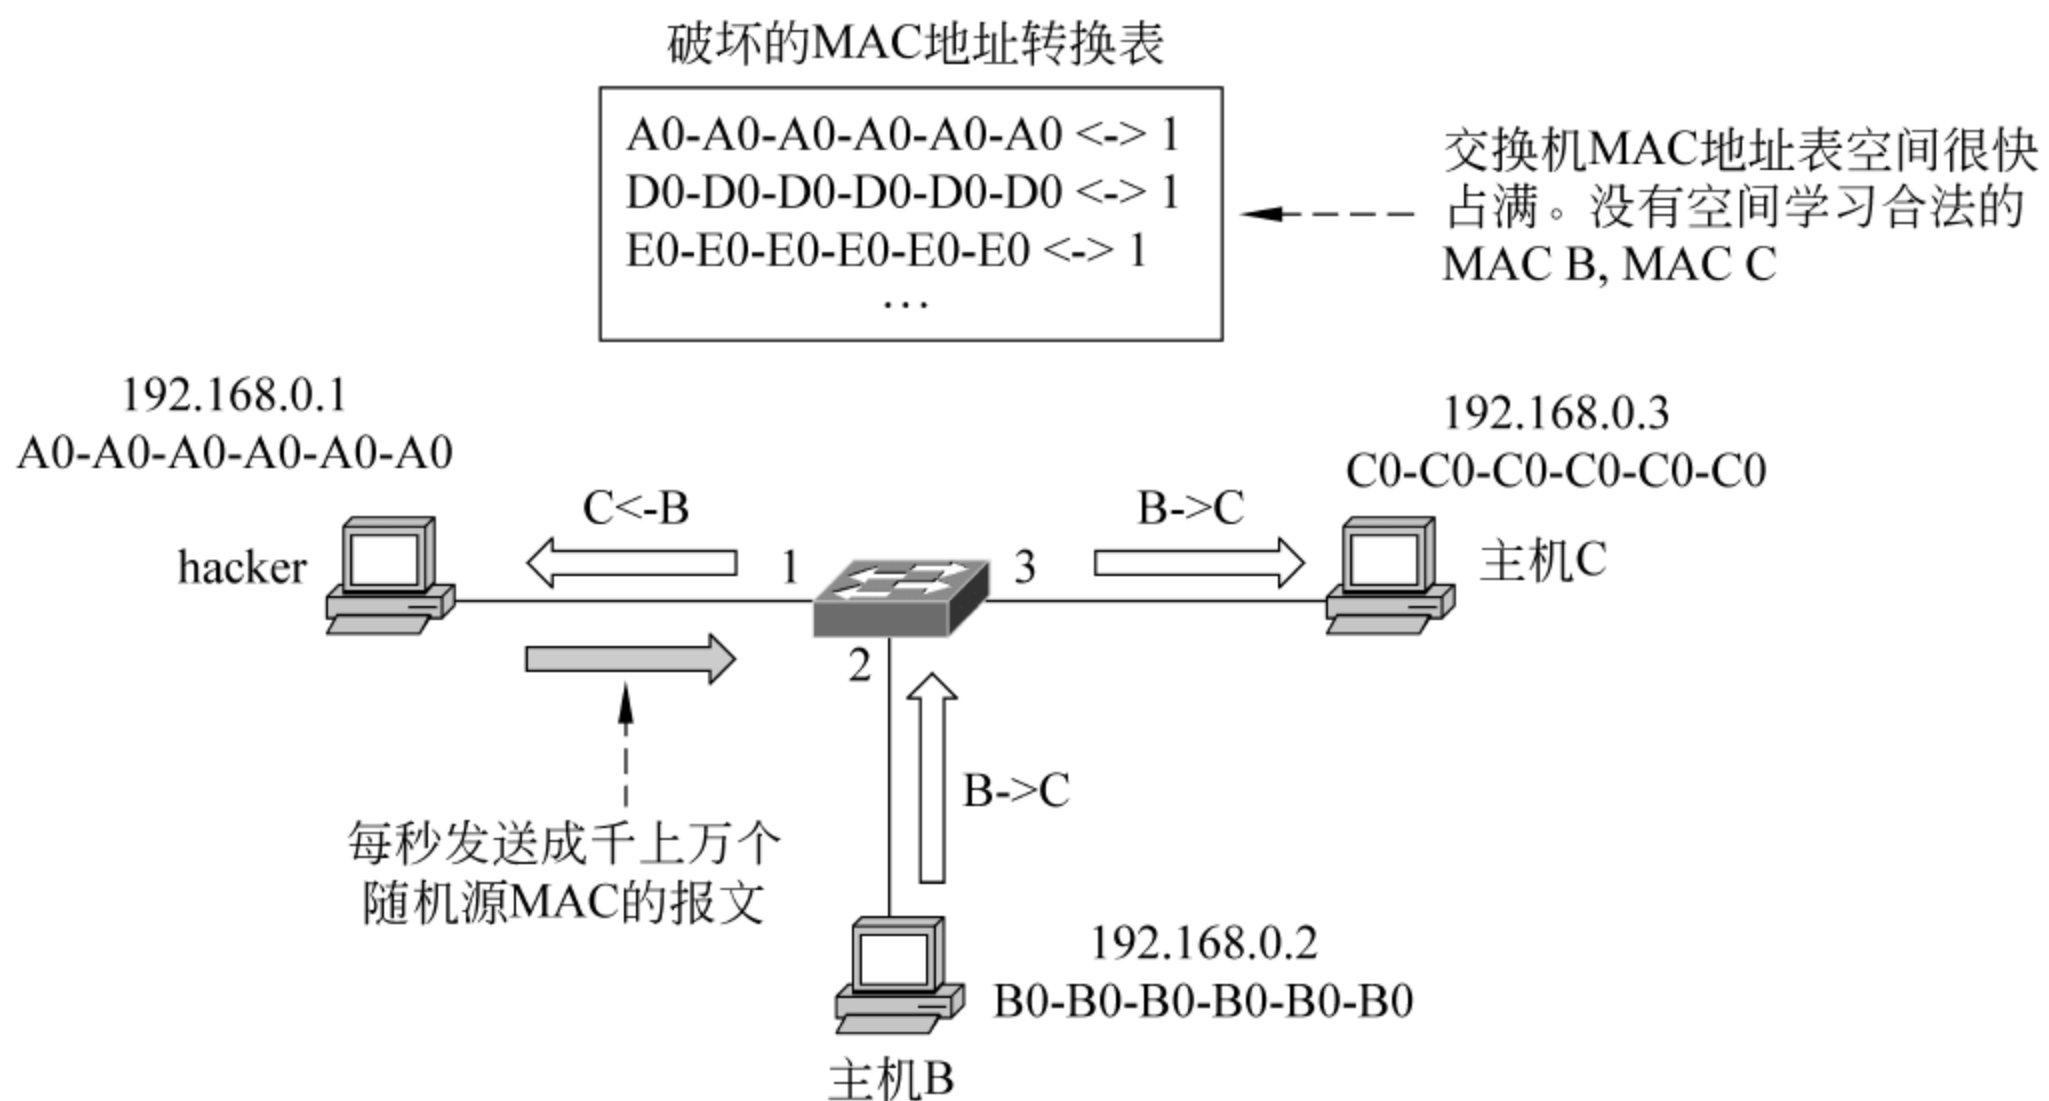 破坏的MAC地址转换表
A0-A0-A0-A0-A0-A0 <-> 1
D0-D0-D0-D0-D0-D0 <-> 1
E0-E0-E0-E0-E0-E0 <-> 1
…
交换机MAC地址表空间很快
占满。没有空间学习合法的
MAC B, MAC C
192.168.0.1
A0-A0-A0-A0-A0-A0
hacker
C<-B
1
3
B->C
192.168.0.3
C0-C0-C0-C0-C0-C0
主机C
2
B->C
每秒发送成千上万个
随机源MAC的报文
192.168.0.2
B0-B0-B0-B0-B0-B0
主机B